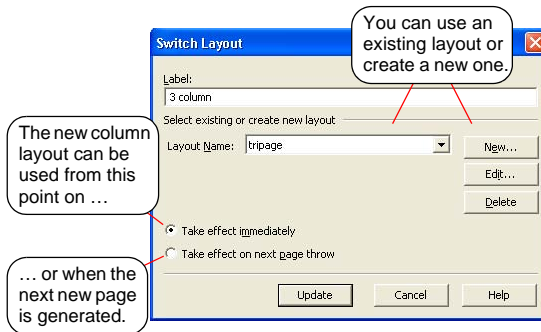 You can use an
existing layout or
create a new one.
Switch Layout
Label:
3 column
Select existing or create new layout
Layout Name: tripage
New...
Edit...
Delete
The new column
layout can be
used from this
point on …
Take effect immediately
Take effect on next page throw
… or when the
next new page
is generated.
Update Cancel Help